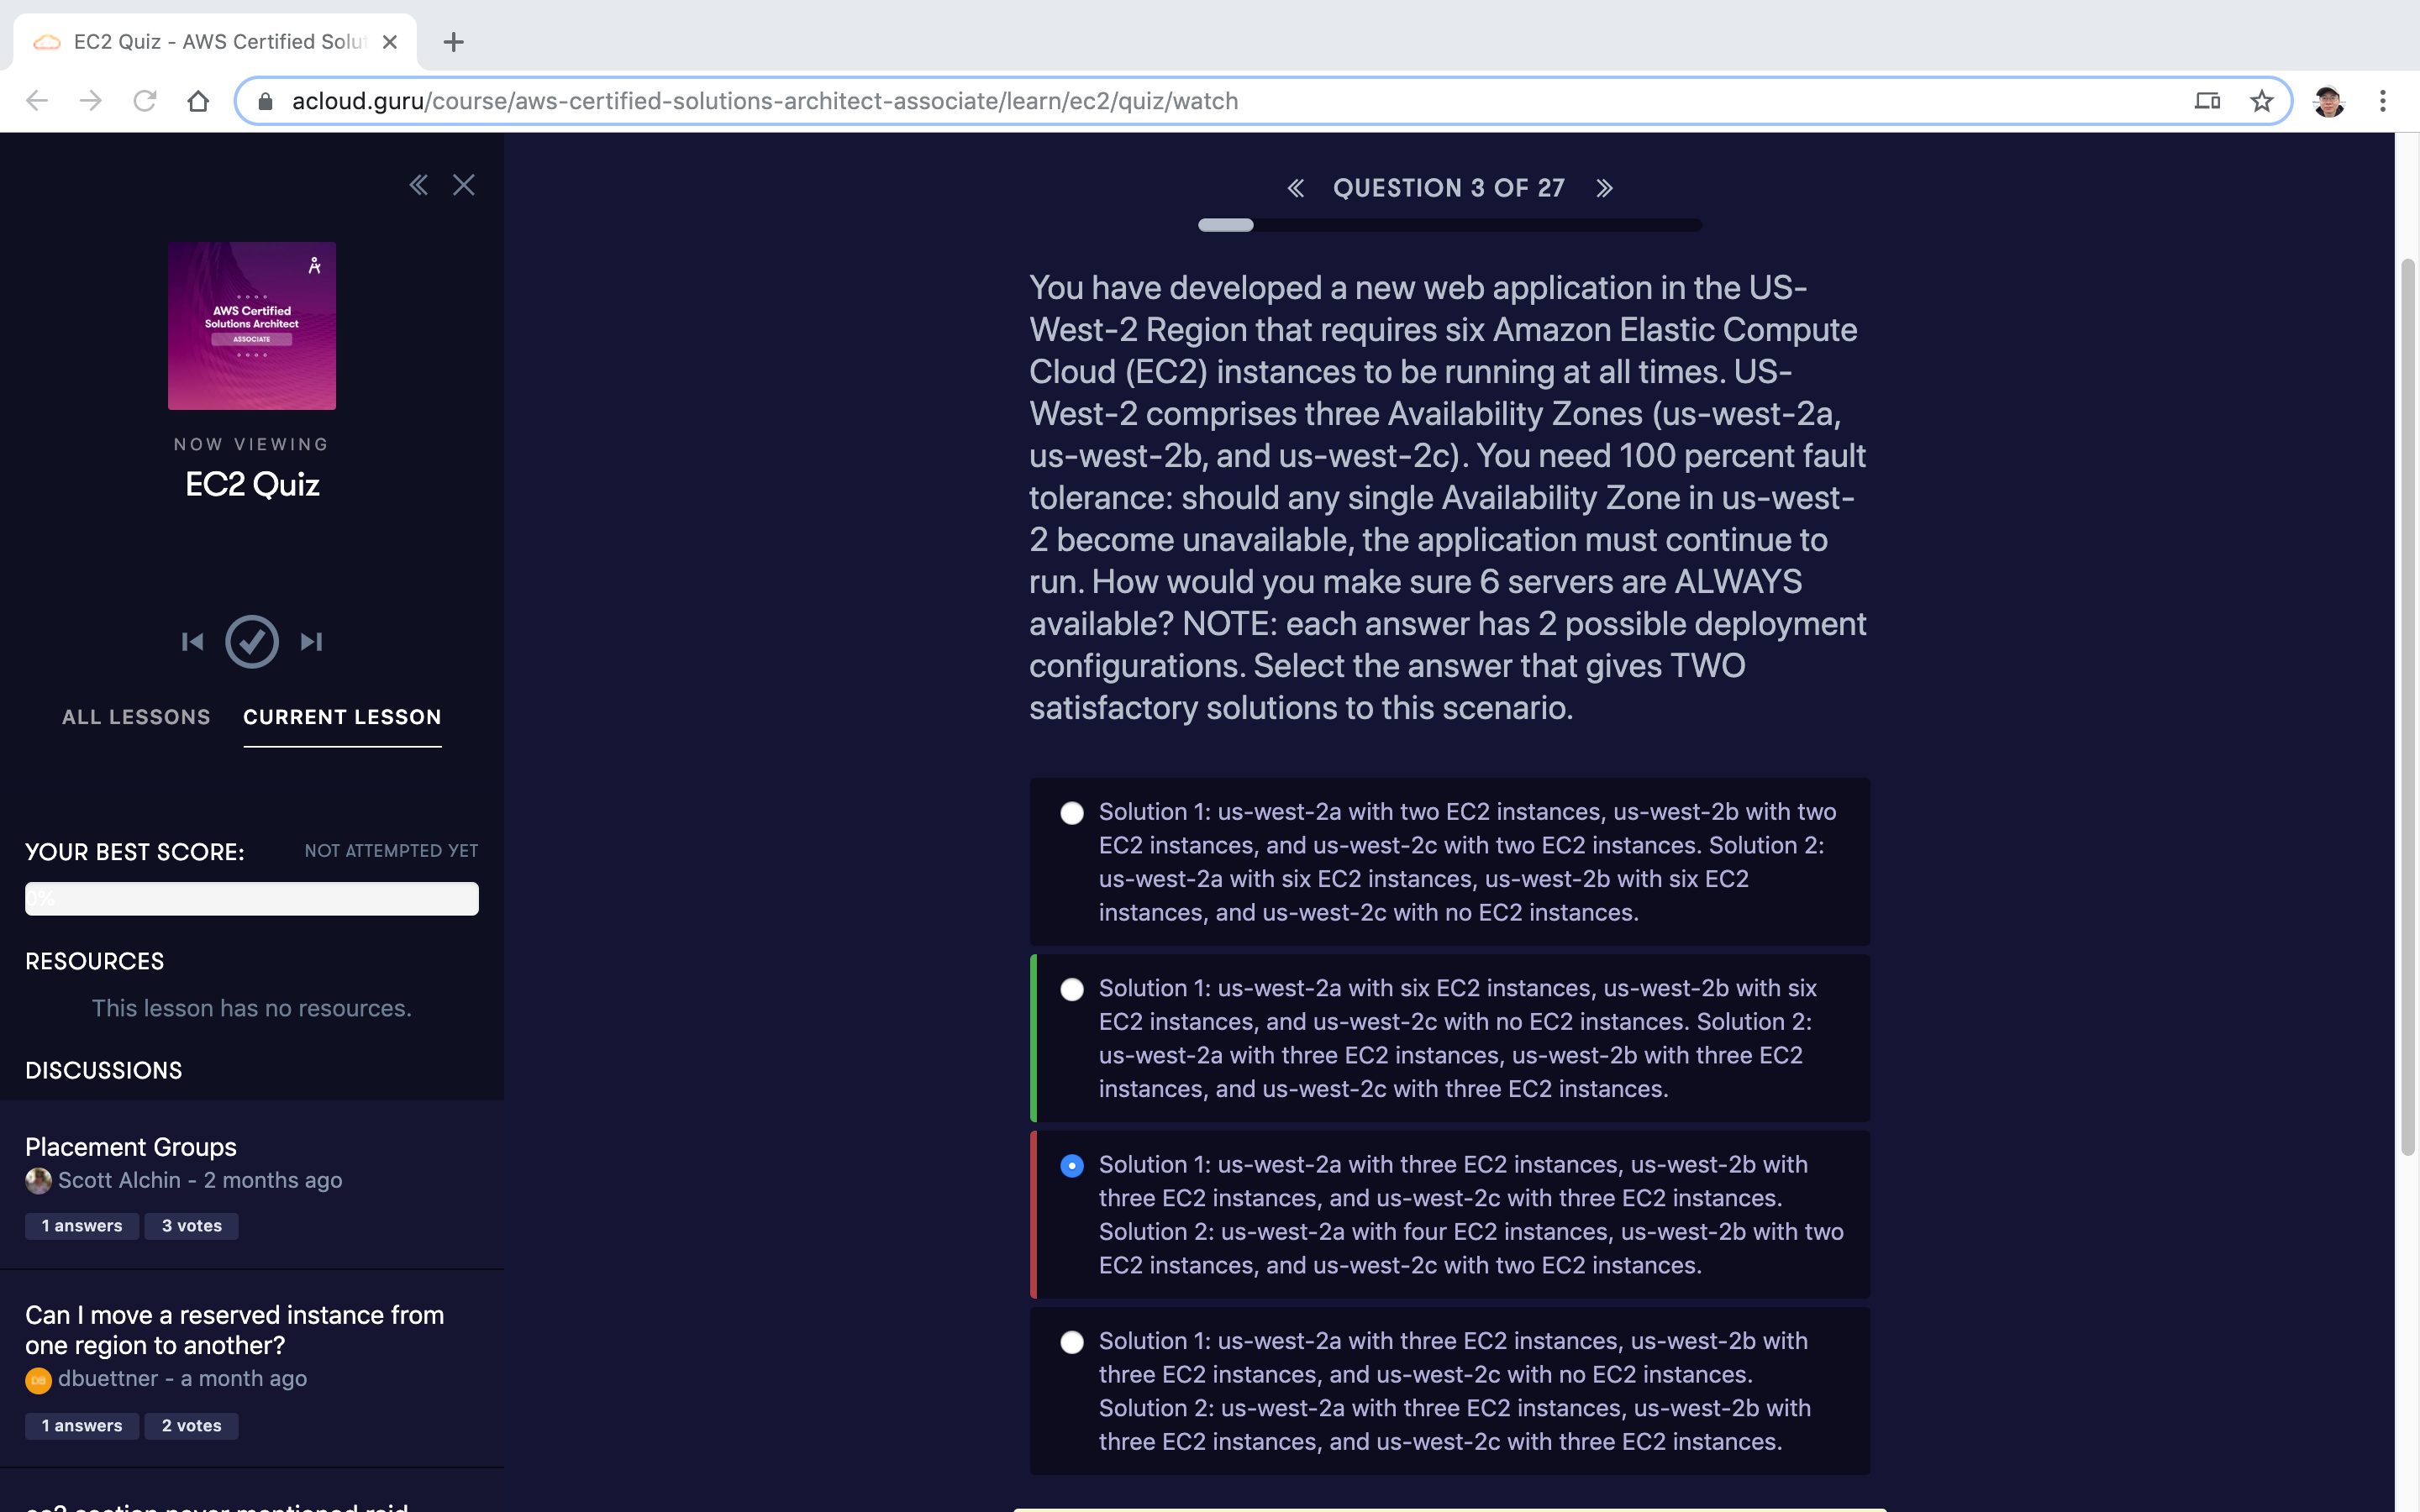 EC2 Quiz - AWS Certified Solut
acloud.guru/course/aws-certified-solutions-architect-associate/learn/ec2/quiz/watch
AWS Certified
Solutions Architect
ASSOCIATE
NOW VIEWING
EC2 Quiz
ALL LESSONS
CURRENT LESSON
YOUR BEST SCORE:
NOT ATTEMPTED YET
0%
RESOURCES
This lesson has no resources.
DISCUSSIONS
Placement Groups
Scott Alchin - 2 months ago
1 answers
3 votes
Can I move a reserved instance from
one region to another?
dbuettner - a month ago
1 answers
2 votes
QUESTION 3 OF 27
You have developed a new web application in the US-
West-2 Region that requires six Amazon Elastic Compute
Cloud (EC2) instances to be running at all times. US-
West-2 comprises three Availability Zones (us-west-2a,
us-west-2b, and us-west-2c). You need 100 percent fault
tolerance: should any single Availability Zone in us-west-
2 become unavailable, the application must continue to
run. How would you make sure 6 servers are ALWAYS
available? NOTE: each answer has 2 possible deployment
configurations. Select the answer that gives TWO
satisfactory solutions to this scenario.
Solution 1: us-west-2a with two EC2 instances, us-west-2b with two
EC2 instances, and us-west-2c with two EC2 instances. Solution 2:
us-west-2a with six EC2 instances, us-west-2b with six EC2
instances, and us-west-2c with no EC2 instances.
Solution 1: us-west-2a with six EC2 instances, us-west-2b with six
EC2 instances, and us-west-2c with no EC2 instances. Solution 2:
us-west-2a with three EC2 instances, us-west-2b with three EC2
instances, and us-west-2c with three EC2 instances.
Solution 1: us-west-2a with three EC2 instances, us-west-2b with
three EC2 instances, and us-west-2c with three EC2 instances.
Solution 2: us-west-2a with four EC2 instances, us-west-2b with two
EC2 instances, and us-west-2c with two EC2 instances.
Solution 1: us-west-2a with three EC2 instances, us-west-2b with
three EC2 instances, and us-west-2c with no EC2 instances.
Solution 2: us-west-2a with three EC2 instances, us-west-2b with
three EC2 instances, and us-west-2c with three EC2 instances.